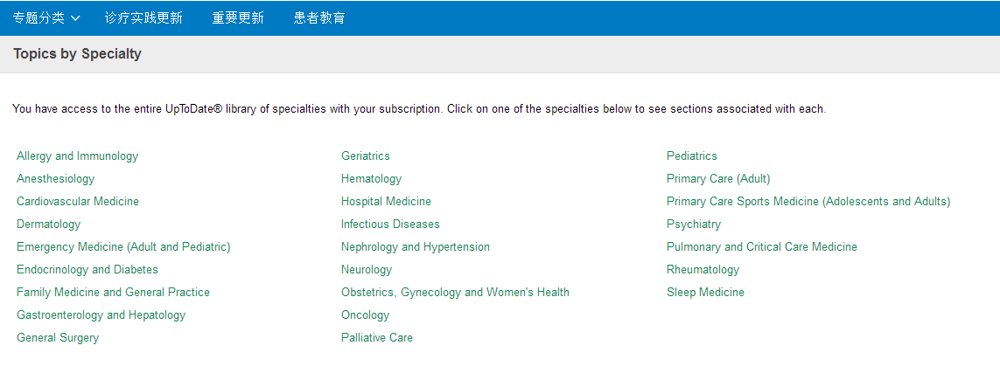 专题分类 诊疗实践更新 重要更新 患者教育
Topics by Specialty
You have access to the entire UpToDate® library of specialties with your subscription. Click on one of the specialties below to see sections associated with each.
Allergy and Immunology
Anesthesiology
Cardiovascular Medicine
Dermatology
Emergency Medicine (Adult and Pediatric)
Endocrinology and Diabetes
Family Medicine and General Practice
Gastroenterology and Hepatology
General Surgery
Geriatrics
Hematology
Hospital Medicine
Infectious Diseases
Nephrology and Hypertension
Neurology
Obstetrics, Gynecology and Women's Health
Oncology
Palliative Care
Pediatrics
Primary Care (Adult)
Primary Care Sports Medicine (Adolescents and Adults)
Psychiatry
Pulmonary and Critical Care Medicine
Rheumatology
Sleep Medicine